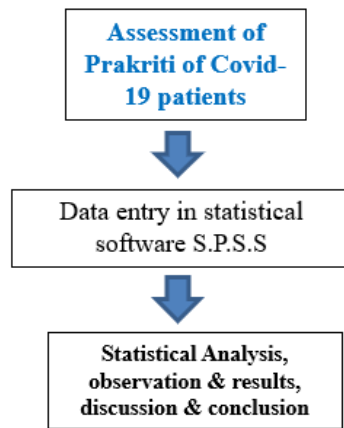 Assessment of
Prakriti of Covid-
19 patients
Data entry in statistical
software S.P.S.S
Statistical Analysis,
observation & results,
discussion & conclusion